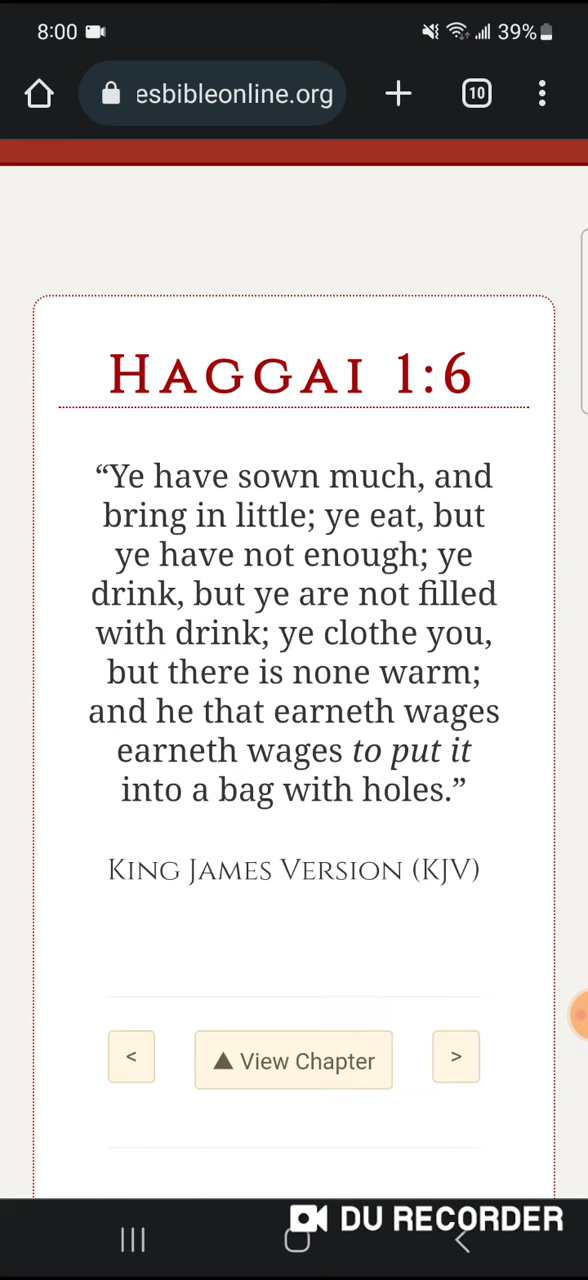 8:00 39%
esbibleonline.org 10
HAGGAI 1:6
“Ye have sown much, and
bring in little; ye eat, but
ye have not enough; ye
drink, but ye are not filled
with drink; ye clothe you,
but there is none warm;
and he that earneth wages
earneth wages to put it
into a bag with holes.”
KING JAMES VERSION (KJV)
< ▲ View Chapter >
DU RECORDER